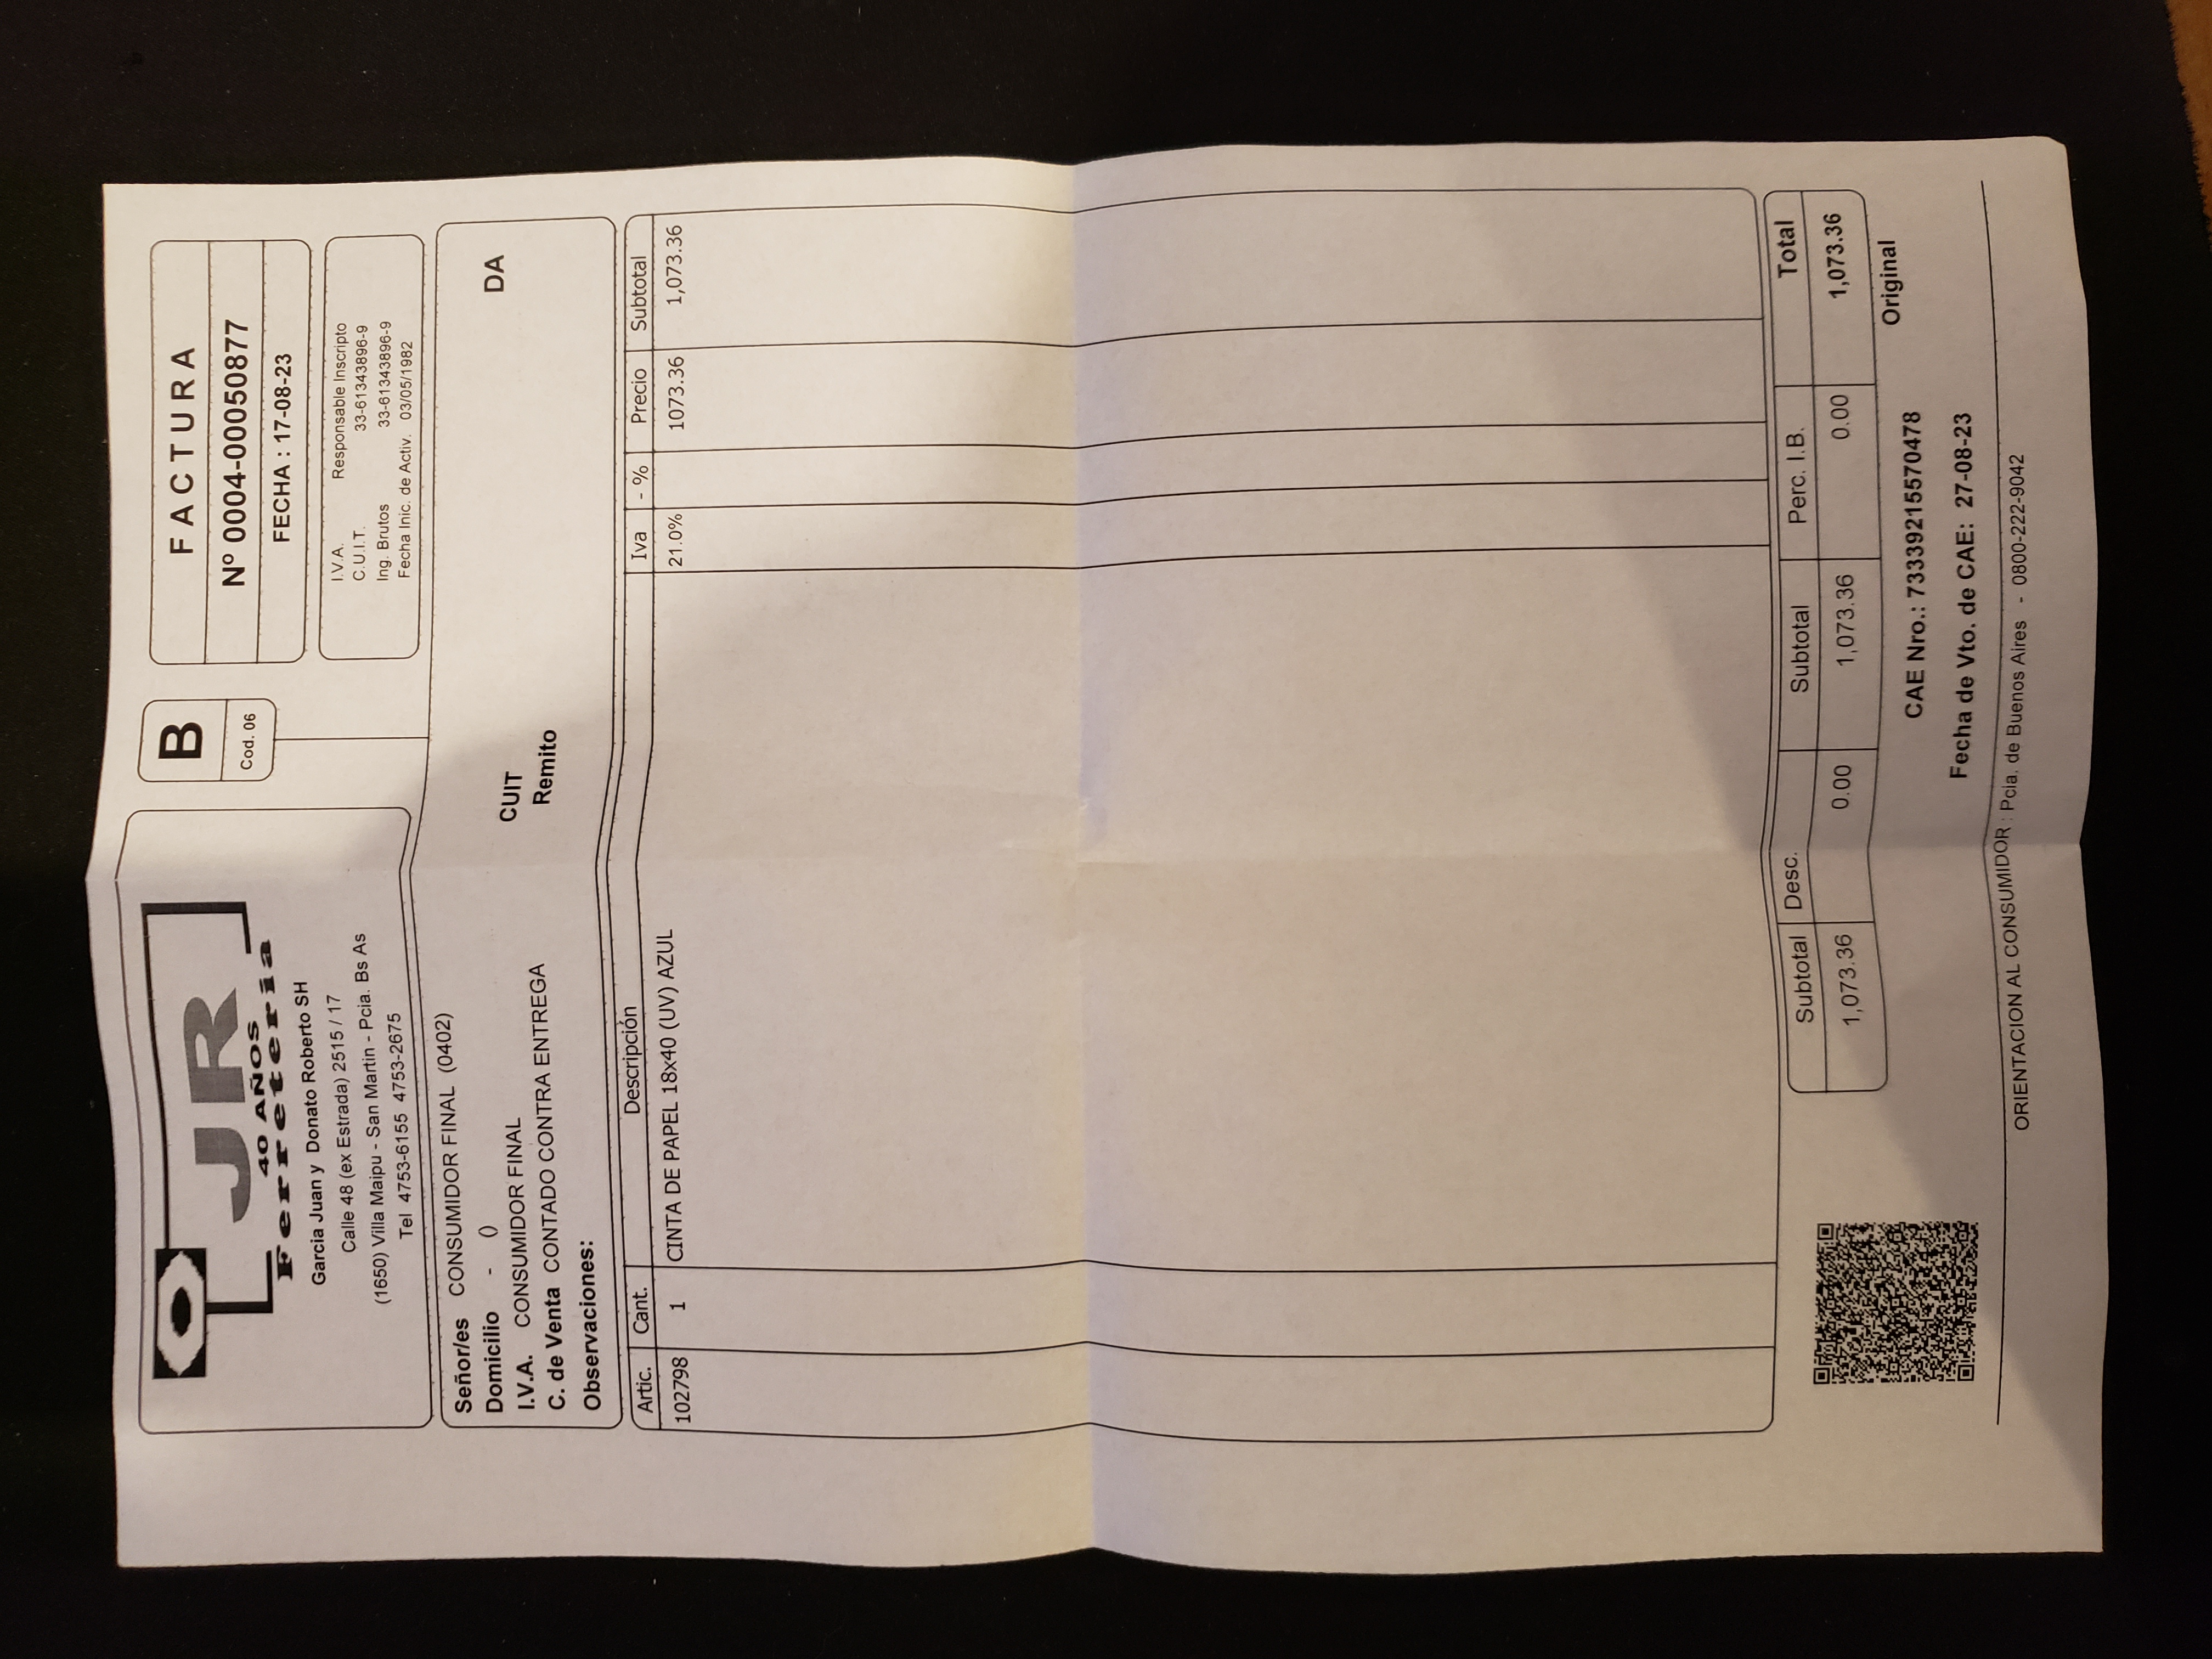 JR
40 AÑOS
Ferreteria
Garcia Juan y Donato Roberto SH
Calle 48 (ex Estrada) 2515 / 17
(1650) Villa Maipu - San Martin - Pcia. Bs As
Tel 4753-6155 4753-2675
B
Cod. 06
FACTURA
Nº 0004-00050877
FECHA : 17-08-23
I.V.A. Responsable Inscripto
C.U.I.T. 33-61343896-9
Ing. Brutos 33-61343896-9
Fecha Inic. de Activ. 03/05/1982
Señor/es CONSUMIDOR FINAL (0402)
Domicilio - ()
DA
I.V.A. CONSUMIDOR FINAL CUIT
C. de Venta CONTADO CONTRA ENTREGA Remito
Observaciones:
Artic. Cant. Descripción Iva - % Precio Subtotal
102798 1 CINTA DE PAPEL 18x40 (UV) AZUL 21.0% 1073.36 1,073.36
Subtotal Desc. Subtotal Perc. I.B. Total
1,073.36 0.00 1,073.36 0.00 1,073.36
Original
CAE Nro.: 73339215570478
Fecha de Vto. de CAE: 27-08-23
ORIENTACION AL CONSUMIDOR : Pcia. de Buenos Aires - 0800-222-9042